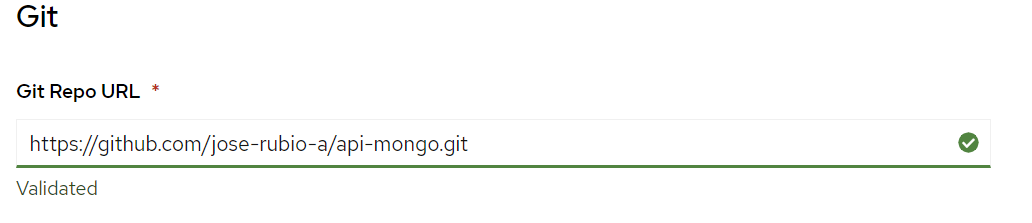 Git
Git Repo URL *
https://github.com/jose-rubio-a/api-mongo.git
Validated